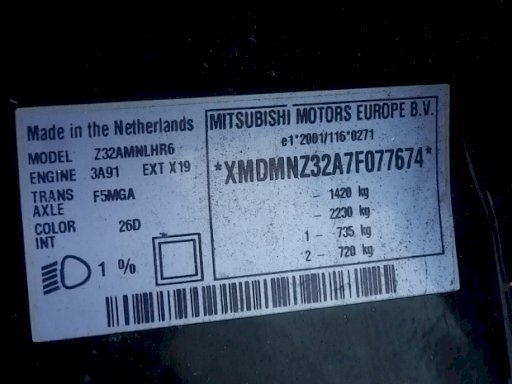 Made in the Netherlands
MODEL Z32AMNLHR6
ENGINE 3A91 EXT X19
TRANS F5MGA
AXLE
COLOR 26D
INT
1 %
MITSUBISHI MOTORS EUROPE B.V.
e1*2001/116*0271
*XMDMNZ32A7F077674*
- 1420 kg
- 2230 kg
1 - 735 kg
2 - 720 kg